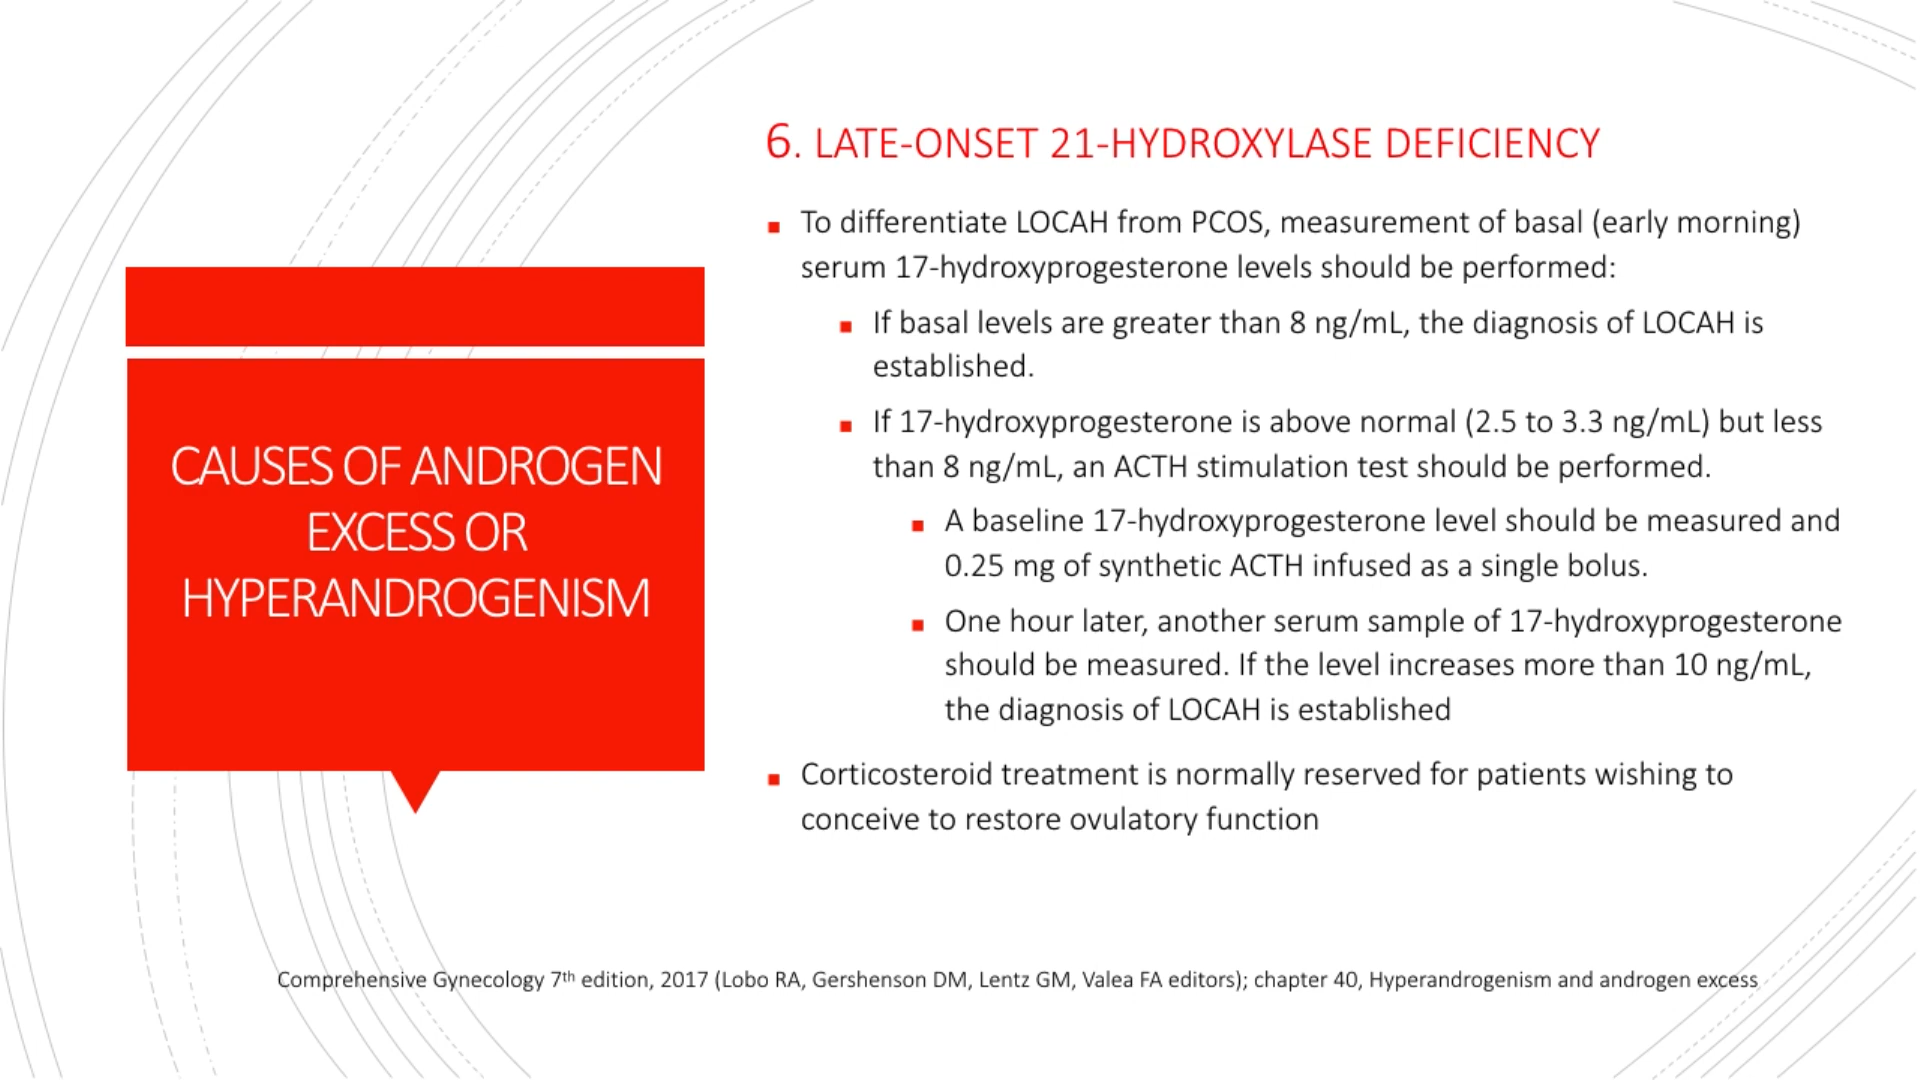 CAUSES OF ANDROGEN
EXCESS OR
HYPERANDROGENISM
6. LATE-ONSET 21-HYDROXYLASE DEFICIENCY
To differentiate LOCAH from PCOS, measurement of basal (early morning)
serum 17-hydroxyprogesterone levels should be performed:
If basal levels are greater than 8 ng/mL, the diagnosis of LOCAH is
established.
If 17-hydroxyprogesterone is above normal (2.5 to 3.3 ng/mL) but less
than 8 ng/mL, an ACTH stimulation test should be performed.
A baseline 17-hydroxyprogesterone level should be measured and
0.25 mg of synthetic ACTH infused as a single bolus.
One hour later, another serum sample of 17-hydroxyprogesterone
should be measured. If the level increases more than 10 ng/mL,
the diagnosis of LOCAH is established
Corticosteroid treatment is normally reserved for patients wishing to
conceive to restore ovulatory function
Comprehensive Gynecology 7th edition, 2017 (Lobo RA, Gershenson DM, Lentz GM, Valea FA editors); chapter 40, Hyperandrogenism and androgen excess